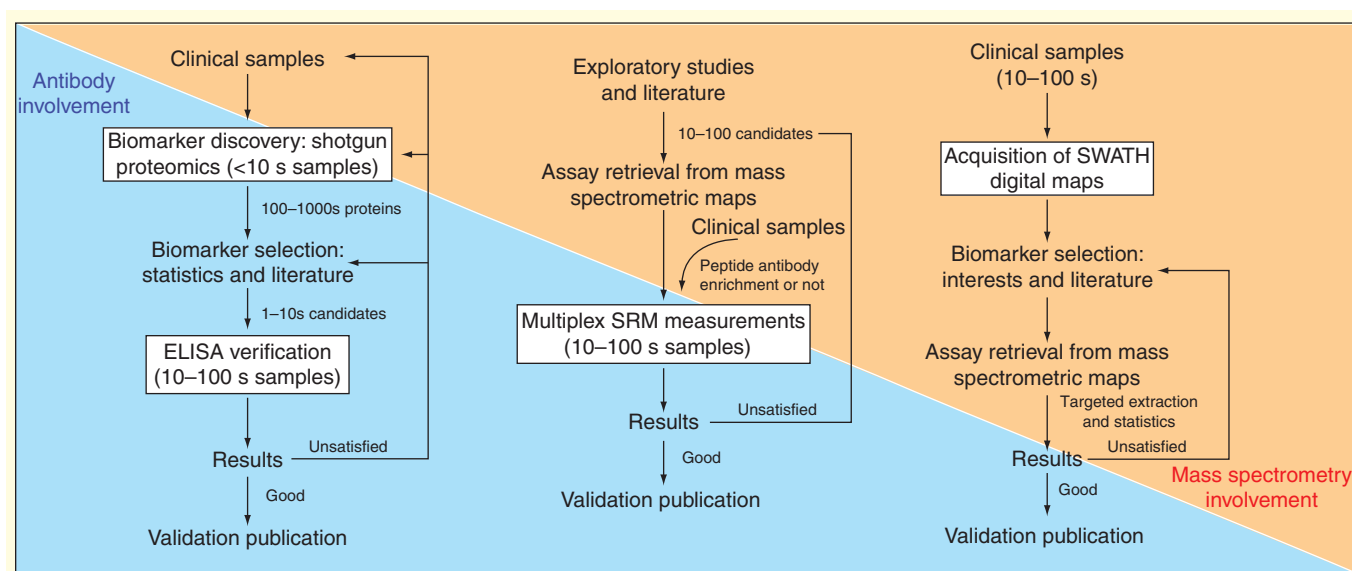 Antibody
involvement
Clinical samples
Biomarker discovery: shotgun
proteomics (<10 s samples)
100–1000s proteins
Biomarker selection:
statistics and literature
1–10s candidates
ELISA verification
(10–100 s samples)
Results
Unsatisfied
Good
Validation publication
Exploratory studies
and literature
10–100 candidates
Assay retrieval from mass
spectrometric maps
Clinical samples
Peptide antibody
enrichment or not
Multiplex SRM measurements
(10–100 s samples)
Results
Unsatisfied
Good
Validation publication
Clinical samples
(10–100 s)
Acquisition of SWATH
digital maps
Biomarker selection:
interests and literature
Assay retrieval from mass
spectrometric maps
Targeted extraction
and statistics
Results
Unsatisfied
Good
Validation publication
Mass spectrometry
involvement